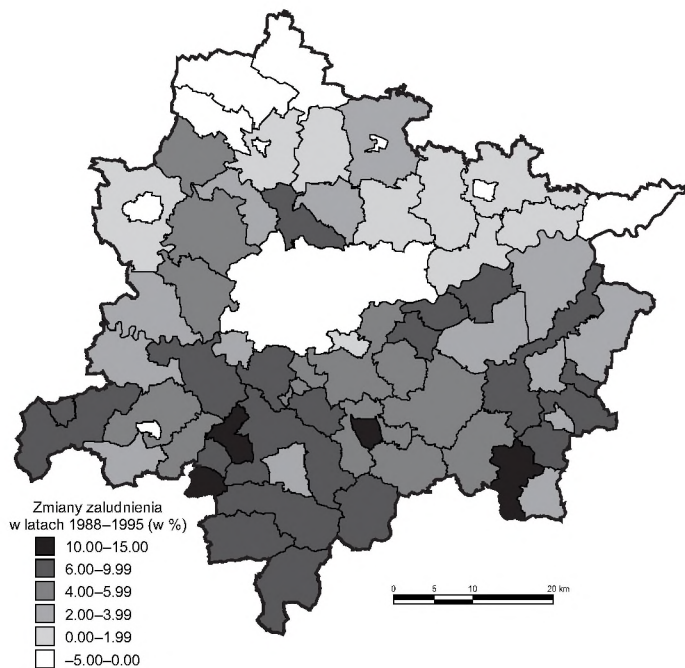 Zmiany zaludnienia
w latach 1988–1995 (w %)
10.00–15.00
6.00–9.99
4.00–5.99
2.00–3.99
0.00–1.99
–5.00–0.00
0 5 10 20 km